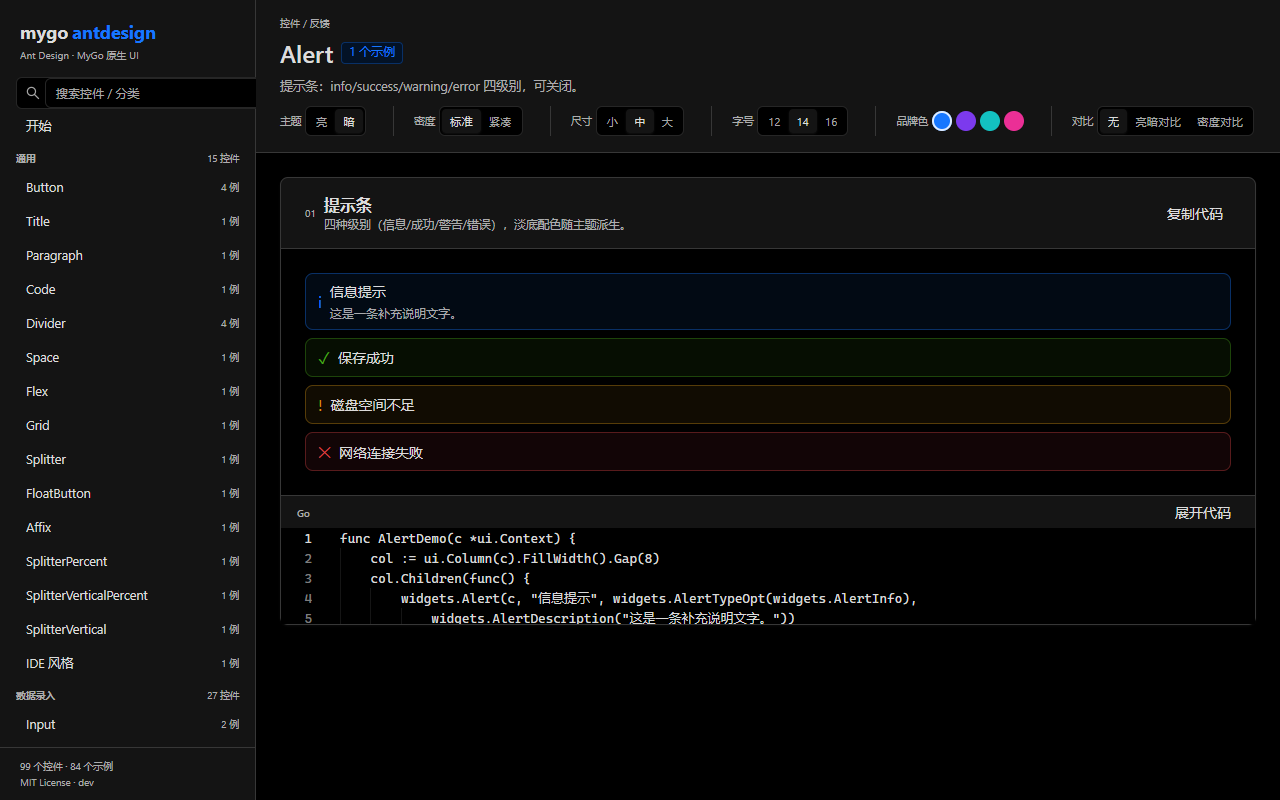 mygo antdesign
Ant Design · MyGo 原生 UI
搜索控件 / 分类
开始
通用 15 控件
Button 4 例
Title 1 例
Paragraph 1 例
Code 1 例
Divider 4 例
Space 1 例
Flex 1 例
Grid 1 例
Splitter 1 例
FloatButton 1 例
Affix 1 例
SplitterPercent 1 例
SplitterVerticalPercent 1 例
SplitterVertical 1 例
IDE 风格 1 例
数据录入 27 控件
Input 2 例
99 个控件 · 84 个示例
MIT License · dev
控件 / 反馈
Alert 1 个示例
提示条：info/success/warning/error 四级别，可关闭。
主题 亮 暗 密度 标准 紧凑 尺寸 小 中 大 字号 12 14 16 品牌色 对比 无 亮暗对比 密度对比
01 提示条
四种级别（信息/成功/警告/错误），淡底配色随主题派生。
复制代码
信息提示
这是一条补充说明文字。
保存成功
磁盘空间不足
网络连接失败
Go 展开代码
1 func AlertDemo(c *ui.Context) {
2 col := ui.Column(c).FillWidth().Gap(8)
3 col.Children(func() {
4 widgets.Alert(c, "信息提示", widgets.AlertTypeOpt(widgets.AlertInfo),
5 widgets.AlertDescription("这是一条补充说明文字。"))